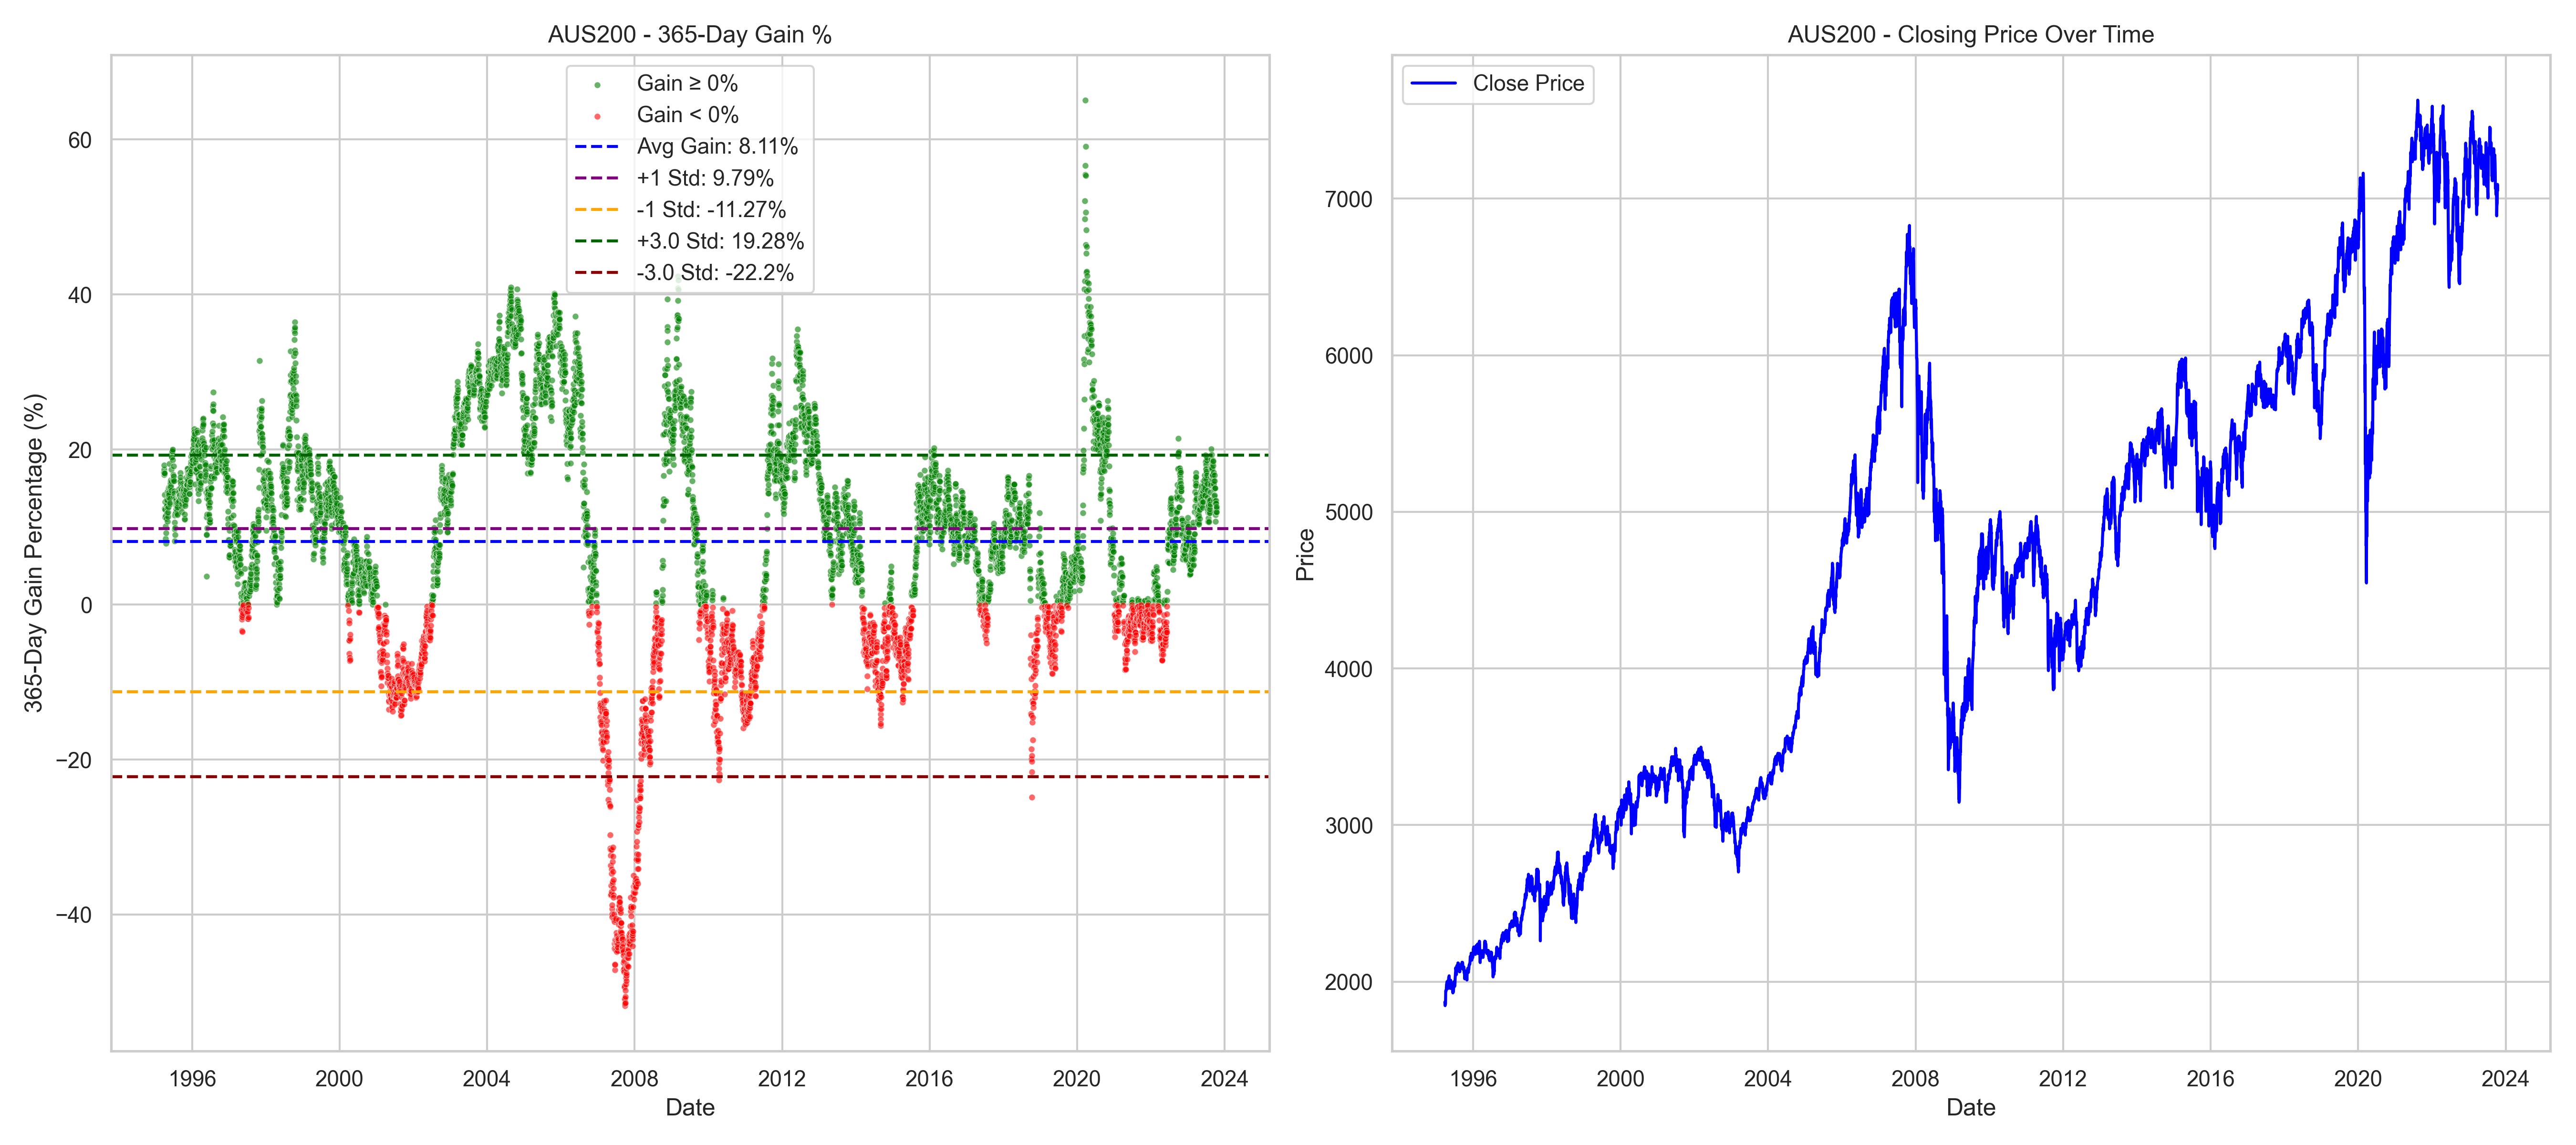 AUS200 - 365-Day Gain %
Gain ≥ 0%
Gain < 0%
Avg Gain: 8.11%
+1 Std: 9.79%
-1 Std: -11.27%
+3.0 Std: 19.28%
-3.0 Std: -22.2%
365-Day Gain Percentage (%)
60
40
20
0
−20
−40
1996 2000 2004 2008 2012 2016 2020 2024
Date
AUS200 - Closing Price Over Time
Close Price
Price
7000
6000
5000
4000
3000
2000
1996 2000 2004 2008 2012 2016 2020 2024
Date